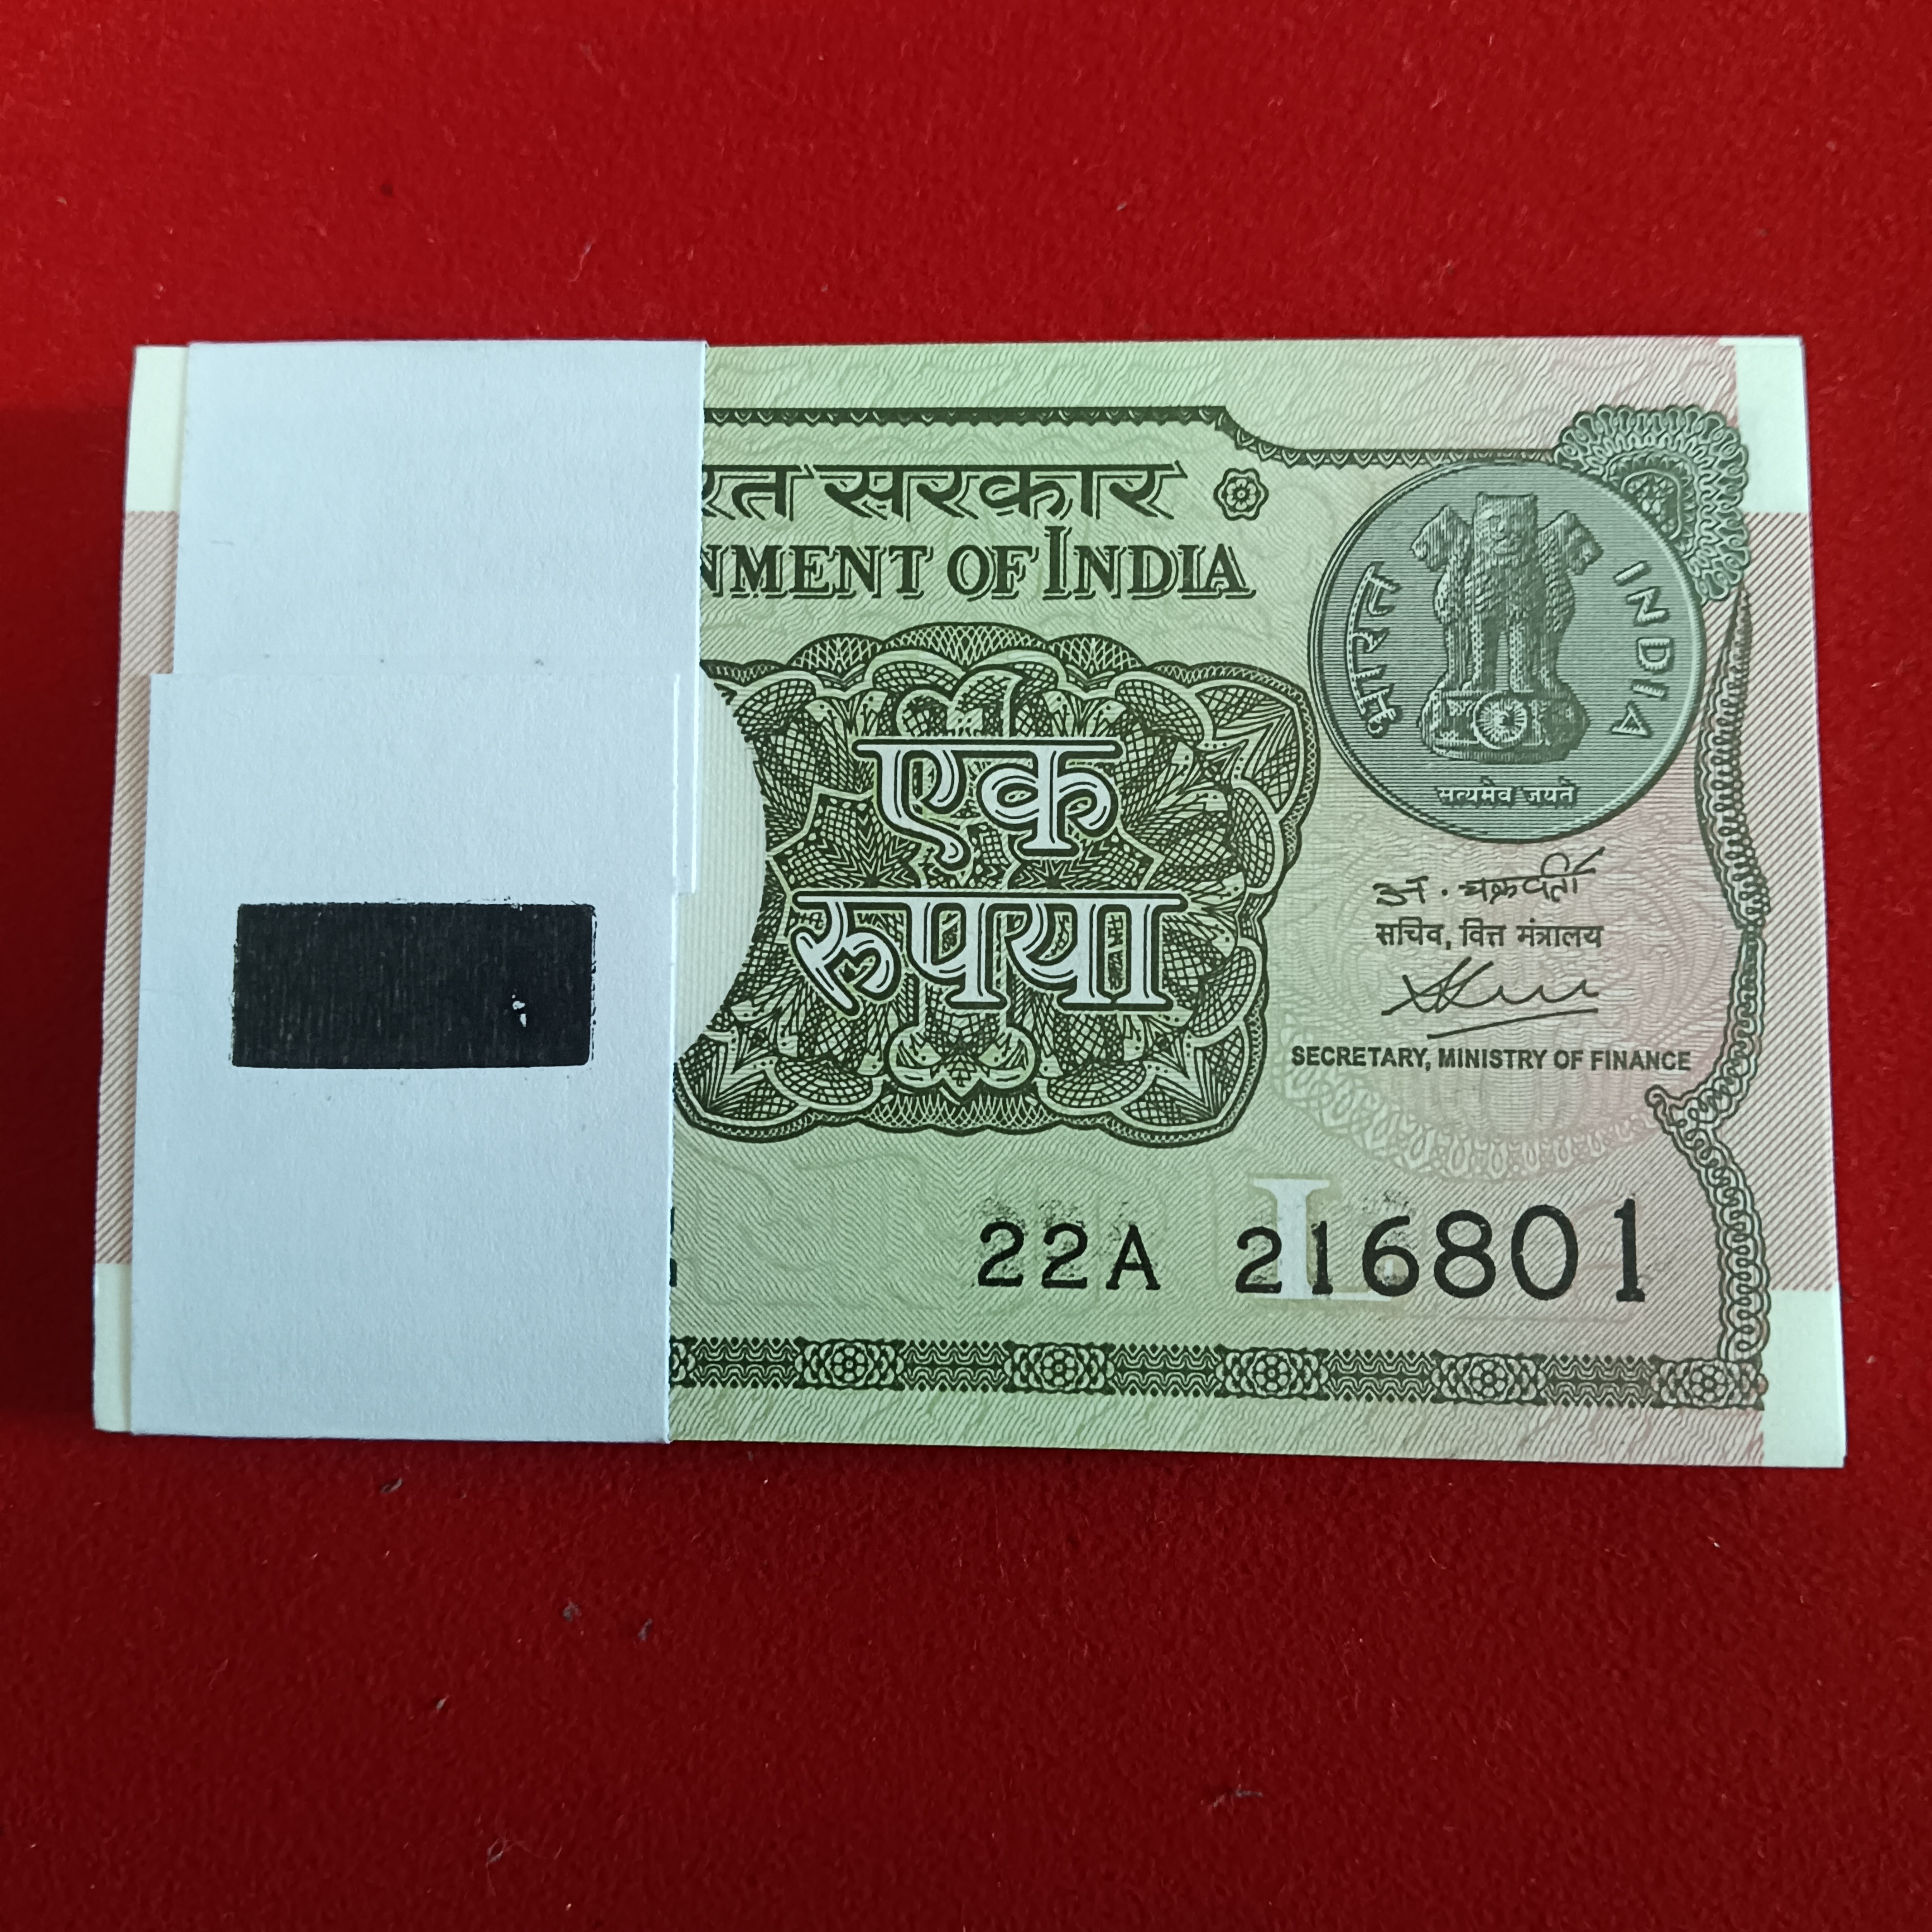 रत सरकार
NMENT OF INDIA
भारत
INDIA
सत्यमेव जयते
एक
रुपया
अ. चक्रवर्ती
सचिव, वित्त मंत्रालय
SECRETARY, MINISTRY OF FINANCE
L
22A 216801